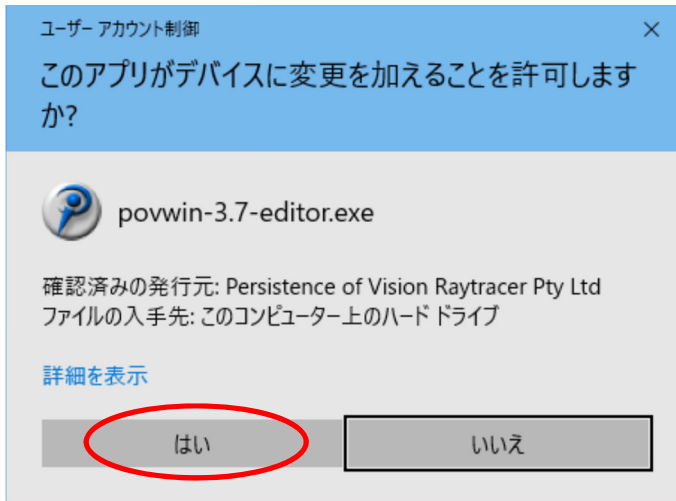 ユーザー アカウント制御
このアプリがデバイスに変更を加えることを許可します
か?
povwin-3.7-editor.exe
確認済みの発行元: Persistence of Vision Raytracer Pty Ltd
ファイルの入手先: このコンピューター上のハード ドライブ
詳細を表示
はい いいえ